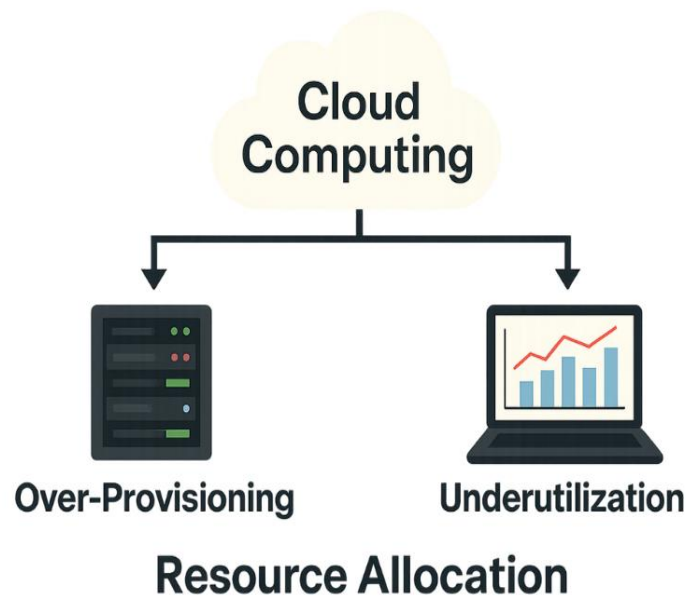 Cloud
Computing
Over-Provisioning
Underutilization
Resource Allocation